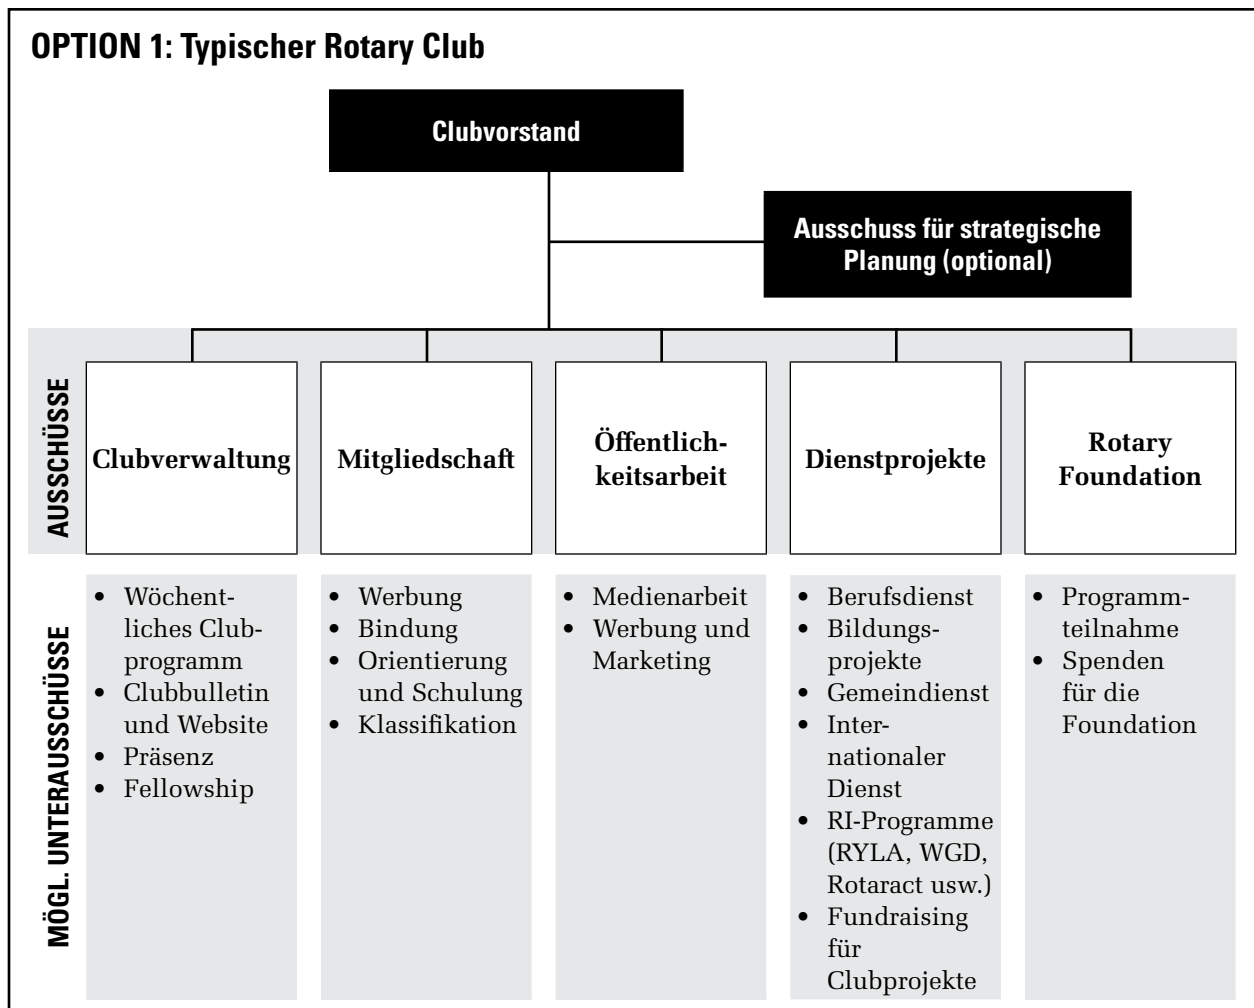 OPTION 1: Typischer Rotary Club
Clubvorstand
Ausschuss für strategische
Planung (optional)
AUSSCHÜSSE
Clubverwaltung
Mitgliedschaft
Öffentlich-
keitsarbeit
Dienstprojekte
Rotary
Foundation
MÖGL. UNTERAUSSCHÜSSE
• Wöchent-
liches Club-
programm
• Clubbulletin
und Website
• Präsenz
• Fellowship
• Werbung
• Bindung
• Orientierung
und Schulung
• Klassifikation
• Medienarbeit
• Werbung und
Marketing
• Berufsdienst
• Bildungs-
projekte
• Gemeindienst
• Inter-
nationaler
Dienst
• RI-Programme
(RYLA, WGD,
Rotaract usw.)
• Fundraising
für
Clubprojekte
• Programm-
teilnahme
• Spenden
für die
Foundation